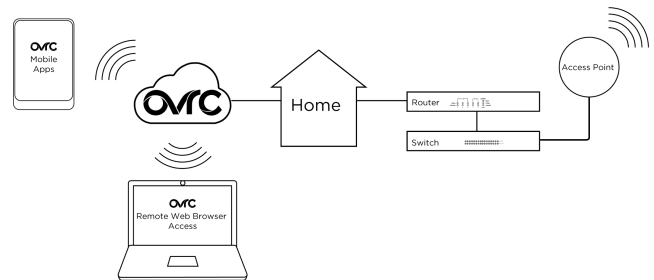 OvrC
Mobile
Apps
OvrC
Home
Router
Switch
Access Point
OvrC
Remote Web Browser
Access